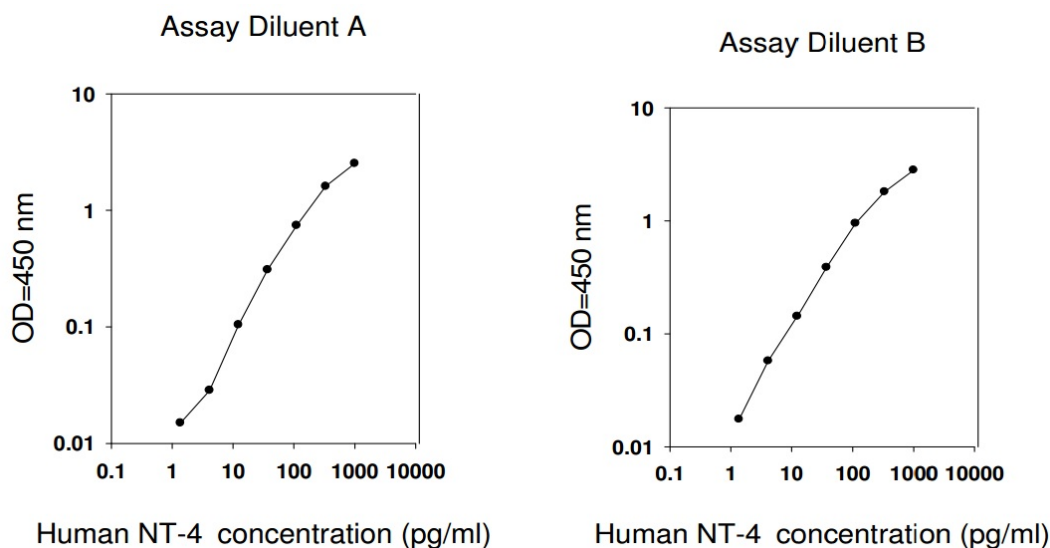 Assay Diluent A
10
1
0.1
0.01
OD=450 nm
0.1 1 10 100 1000 10000
Human NT-4 concentration (pg/ml)
Assay Diluent B
10
1
0.1
0.01
OD=450 nm
0.1 1 10 100 1000 10000
Human NT-4 concentration (pg/ml)